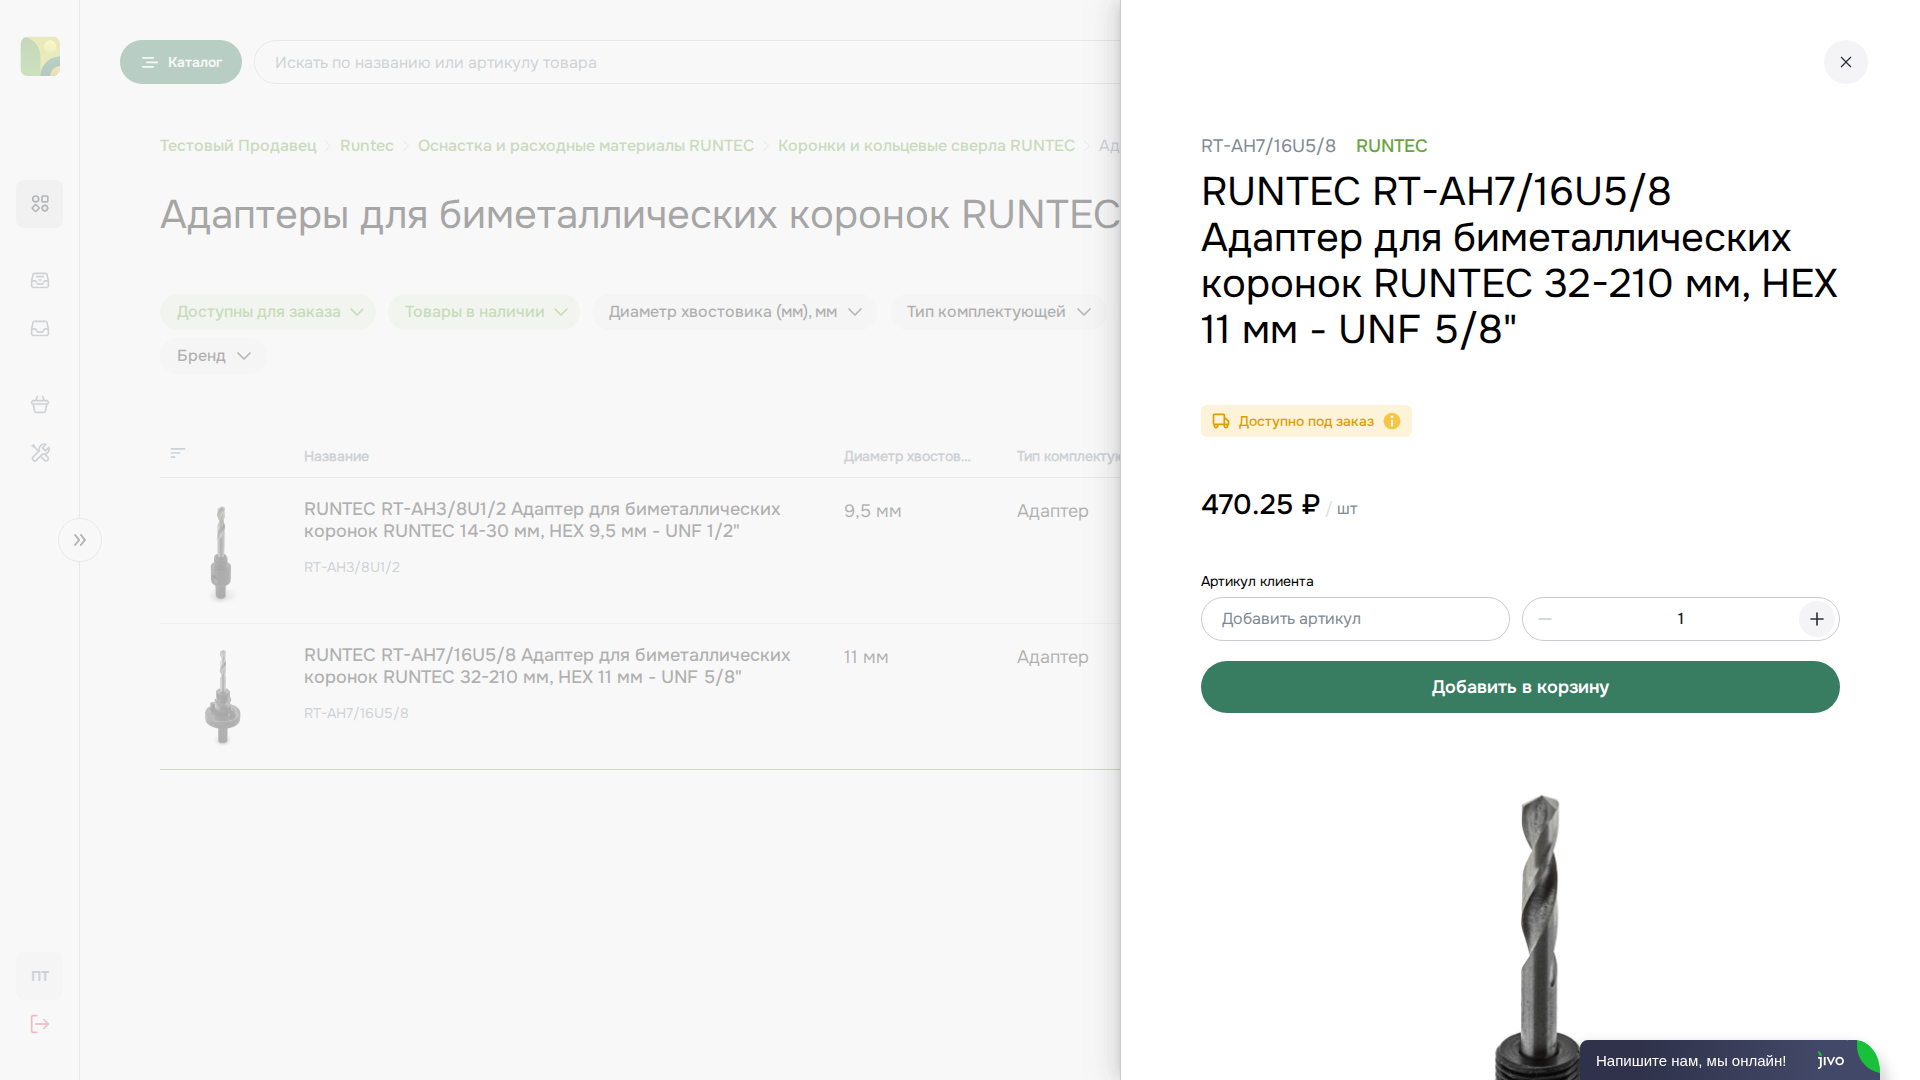 Каталог
Искать по названию или артикулу товара
Тестовый Продавец
Runtec
Оснастка и расходные материалы RUNTEC
Коронки и кольцевые сверла RUNTEC
Ад
Адаптеры для биметаллических коронок RUNTEC
Доступны для заказа
Товары в наличии
Диаметр хвостовика (мм), мм
Тип комплектующей
Бренд
Название
Диаметр хвостов...
Тип комплектую
RUNTEC RT-AH3/8U1/2 Адаптер для биметаллических
коронок RUNTEC 14-30 мм, HEX 9,5 мм - UNF 1/2"
RT-AH3/8U1/2
9,5 мм
Адаптер
RUNTEC RT-AH7/16U5/8 Адаптер для биметаллических
коронок RUNTEC 32-210 мм, HEX 11 мм - UNF 5/8"
RT-AH7/16U5/8
11 мм
Адаптер
ПТ
RT-AH7/16U5/8 RUNTEC
RUNTEC RT-AH7/16U5/8
Адаптер для биметаллических
коронок RUNTEC 32-210 мм, HEX
11 мм - UNF 5/8"
Доступно под заказ
470.25 ₽ / шт
Артикул клиента
Добавить артикул
1
Добавить в корзину
Напишите нам, мы онлайн!
jivo